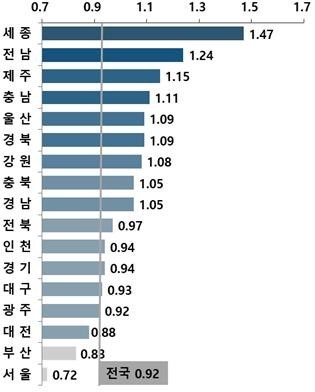 0.7 0.9 1.1 1.3 1.5 1.7
세 종 1.47
전 남 1.24
제 주 1.15
충 남 1.11
울 산 1.09
경 북 1.09
강 원 1.08
충 북 1.05
경 남 1.05
전 북 0.97
인 천 0.94
경 기 0.94
대 구 0.93
광 주 0.92
대 전 0.88
부 산 0.83
서 울 0.72
전국 0.92